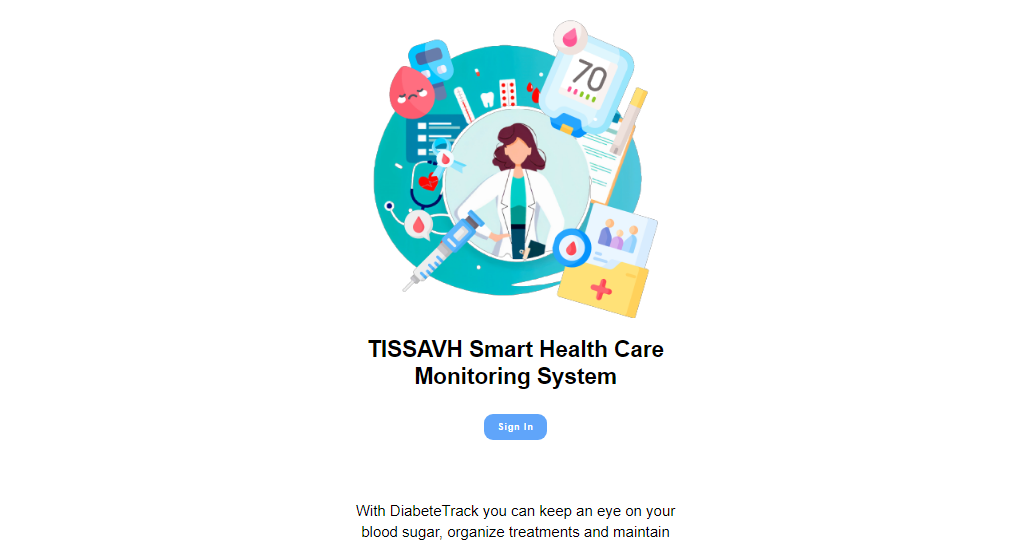 70
TISSAVH Smart Health Care
Monitoring System
Sign In
With DiabeteTrack you can keep an eye on your
blood sugar, organize treatments and maintain